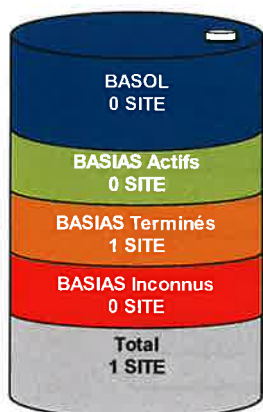 BASOL
0 SITE
BASIAS Actifs
0 SITE
BASIAS Terminés
1 SITE
BASIAS Inconnus
0 SITE
Total
1 SITE